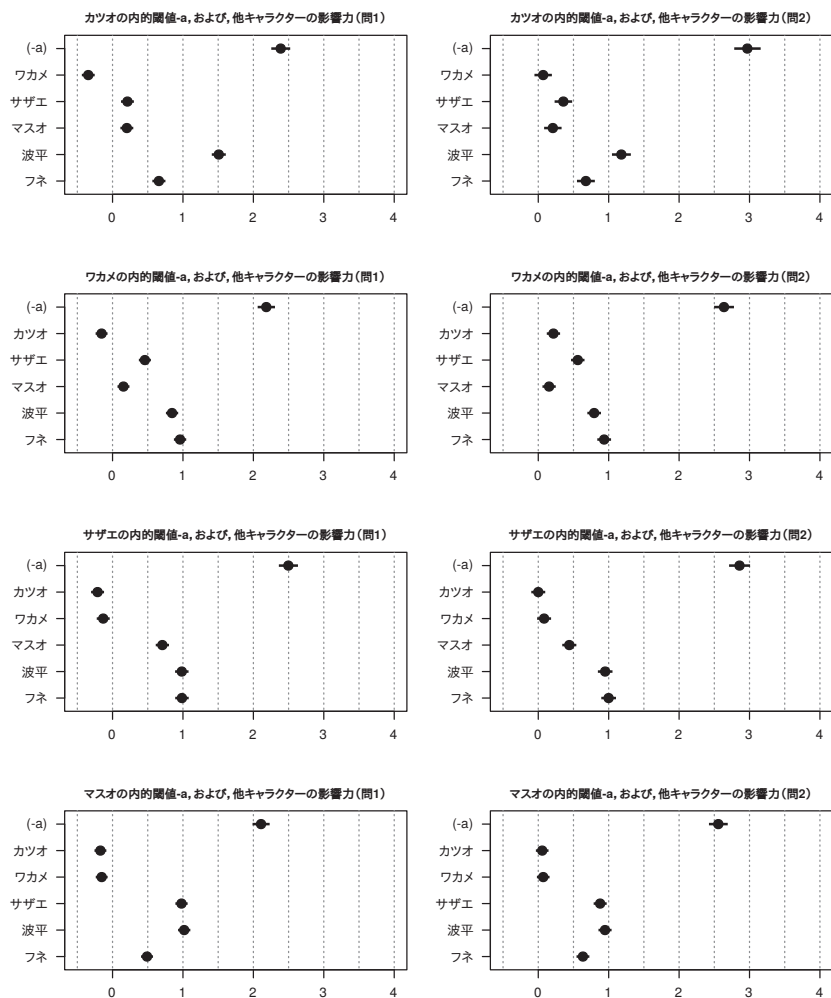 カツオの内的閾値-a, および, 他キャラクターの影響力(問1)
(-a)
ワカメ
サザエ
マスオ
波平
フネ
0 1 2 3 4
カツオの内的閾値-a, および, 他キャラクターの影響力(問2)
(-a)
ワカメ
サザエ
マスオ
波平
フネ
0 1 2 3 4
ワカメの内的閾値-a, および, 他キャラクターの影響力(問1)
(-a)
カツオ
サザエ
マスオ
波平
フネ
0 1 2 3 4
ワカメの内的閾値-a, および, 他キャラクターの影響力(問2)
(-a)
カツオ
サザエ
マスオ
波平
フネ
0 1 2 3 4
サザエの内的閾値-a, および, 他キャラクターの影響力(問1)
(-a)
カツオ
ワカメ
マスオ
波平
フネ
0 1 2 3 4
サザエの内的閾値-a, および, 他キャラクターの影響力(問2)
(-a)
カツオ
ワカメ
マスオ
波平
フネ
0 1 2 3 4
マスオの内的閾値-a, および, 他キャラクターの影響力(問1)
(-a)
カツオ
ワカメ
サザエ
波平
フネ
0 1 2 3 4
マスオの内的閾値-a, および, 他キャラクターの影響力(問2)
(-a)
カツオ
ワカメ
サザエ
波平
フネ
0 1 2 3 4